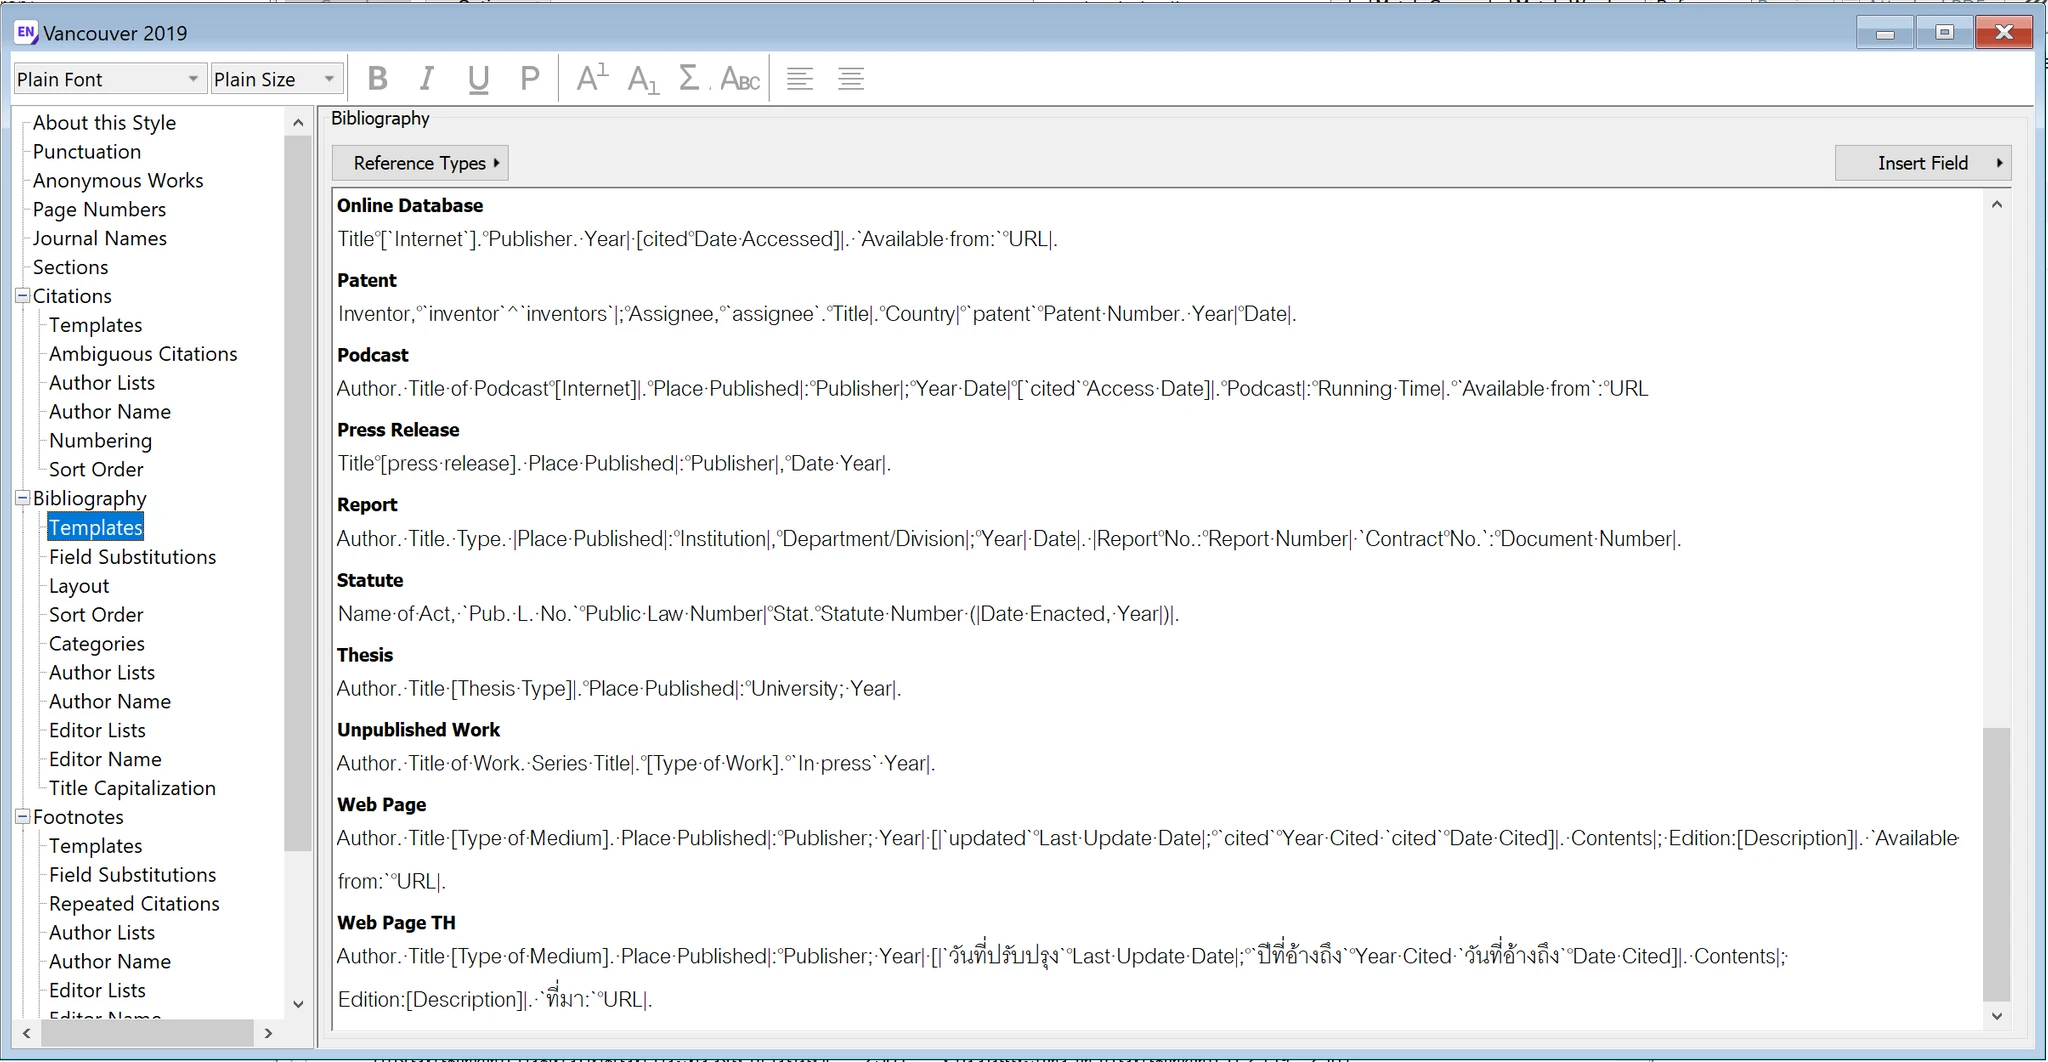 Vancouver 2019
Plain Font
Plain Size
B I U P A1 A1 Σ ABC
About this Style
Punctuation
Anonymous Works
Page Numbers
Journal Names
Sections
Citations
Templates
Ambiguous Citations
Author Lists
Author Name
Numbering
Sort Order
Bibliography
Templates
Field Substitutions
Layout
Sort Order
Categories
Author Lists
Author Name
Editor Lists
Editor Name
Title Capitalization
Footnotes
Templates
Field Substitutions
Repeated Citations
Author Lists
Author Name
Editor Lists
Editor Name
Bibliography
Reference Types
Insert Field
Online Database
Title°[`Internet`].°Publisher.·Year|·[cited°Date·Accessed]|.·`Available·from:`°URL|.
Patent
Inventor,°`inventor`^`inventors`|;°Assignee,°`assignee`.°Title|.°Country|°`patent`°Patent·Number.·Year|°Date|.
Podcast
Author.·Title·of·Podcast°[Internet]|.°Place·Published|:°Publisher|;°Year·Date|°[`cited`°Access·Date]|.°Podcast|:°Running·Time|.°`Available·from`:°URL
Press Release
Title°[press·release].·Place·Published|:°Publisher|,°Date·Year|.
Report
Author.·Title.·Type.·|Place·Published|:°Institution|,°Department/Division|;°Year|·Date|.·|Report°No.:°Report·Number|·`Contract°No.`:°Document·Number|.
Statute
Name·of·Act,·`Pub.·L.·No.`°Public·Law·Number|°Stat.°Statute·Number·(|Date·Enacted,·Year|)|.
Thesis
Author.·Title·[Thesis·Type]|.°Place·Published|:°University;·Year|.
Unpublished Work
Author.·Title·of·Work.·Series·Title|.°[Type·of·Work].°`In·press`·Year|.
Web Page
Author.·Title·[Type·of·Medium].·Place·Published|:°Publisher;·Year|·[|`updated`°Last·Update·Date|;°`cited`°Year·Cited·`cited`°Date·Cited]|.·Contents|;·Edition:[Description]|.·`Available·
from:`°URL|.
Web Page TH
Author.·Title·[Type·of·Medium].·Place·Published|:°Publisher;·Year|·[|`วันที่ปรับปรุง`°Last·Update·Date|;°`ปีที่อ้างถึง`°Year·Cited·`วันที่อ้างถึง`°Date·Cited]|.·Contents|;·
Edition:[Description]|.·`ที่มา:`°URL|.